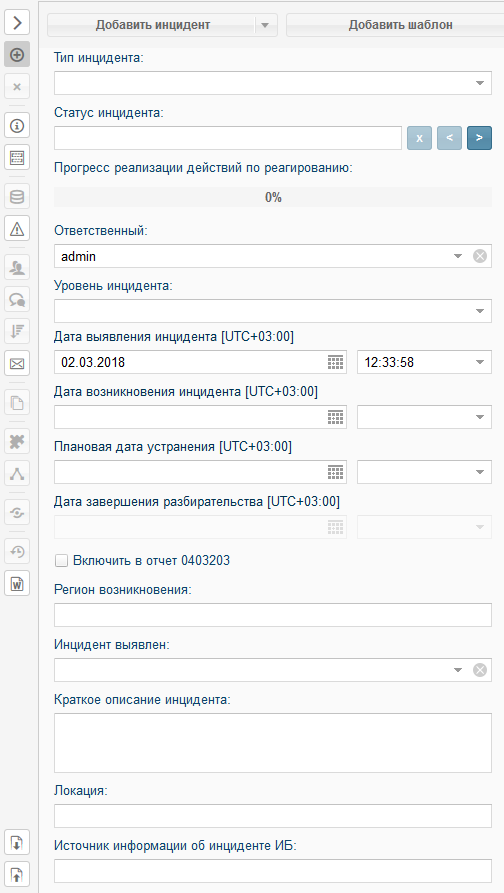 Добавить инцидент
Добавить шаблон
Тип инцидента:
Статус инцидента:
x < >
Прогресс реализации действий по реагированию:
0%
Ответственный:
admin
Уровень инцидента:
Дата выявления инцидента [UTC+03:00]
02.03.2018 12:33:58
Дата возникновения инцидента [UTC+03:00]
Плановая дата устранения [UTC+03:00]
Дата завершения разбирательства [UTC+03:00]
Включить в отчет 0403203
Регион возникновения:
Инцидент выявлен:
Краткое описание инцидента:
Локация:
Источник информации об инциденте ИБ: